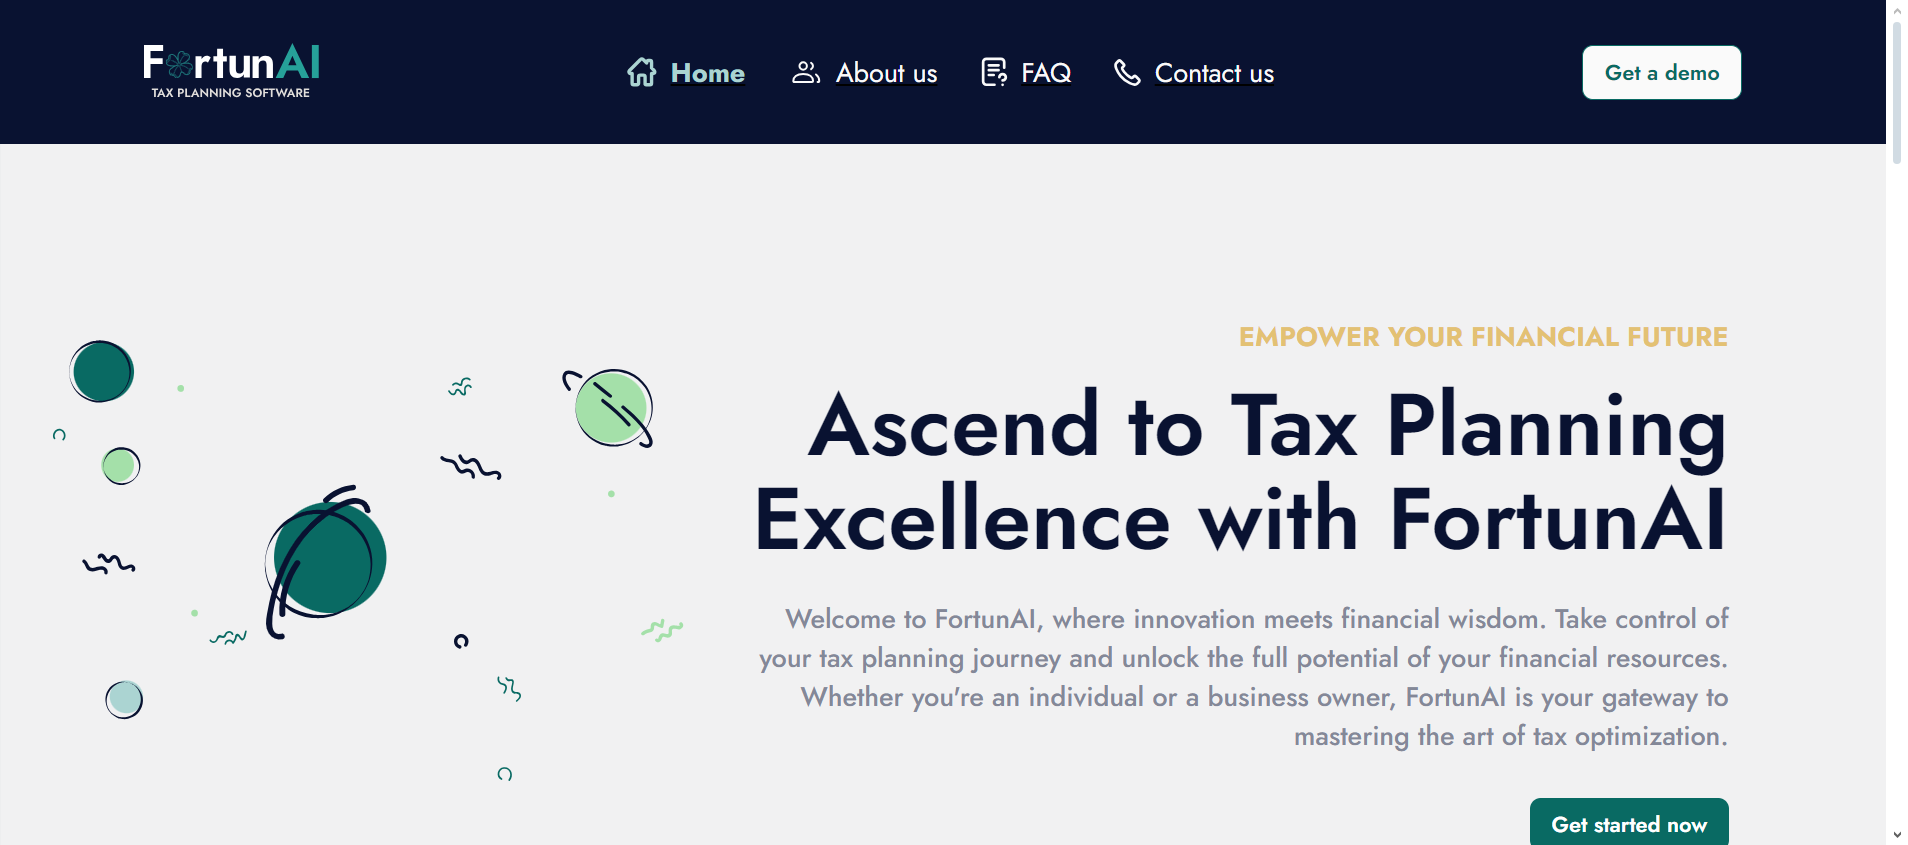 FortunAI
TAX PLANNING SOFTWARE
Home
About us
FAQ
Contact us
Get a demo
EMPOWER YOUR FINANCIAL FUTURE
Ascend to Tax Planning
Excellence with FortunAI
Welcome to FortunAI, where innovation meets financial wisdom. Take control of
your tax planning journey and unlock the full potential of your financial resources.
Whether you're an individual or a business owner, FortunAI is your gateway to
mastering the art of tax optimization.
Get started now